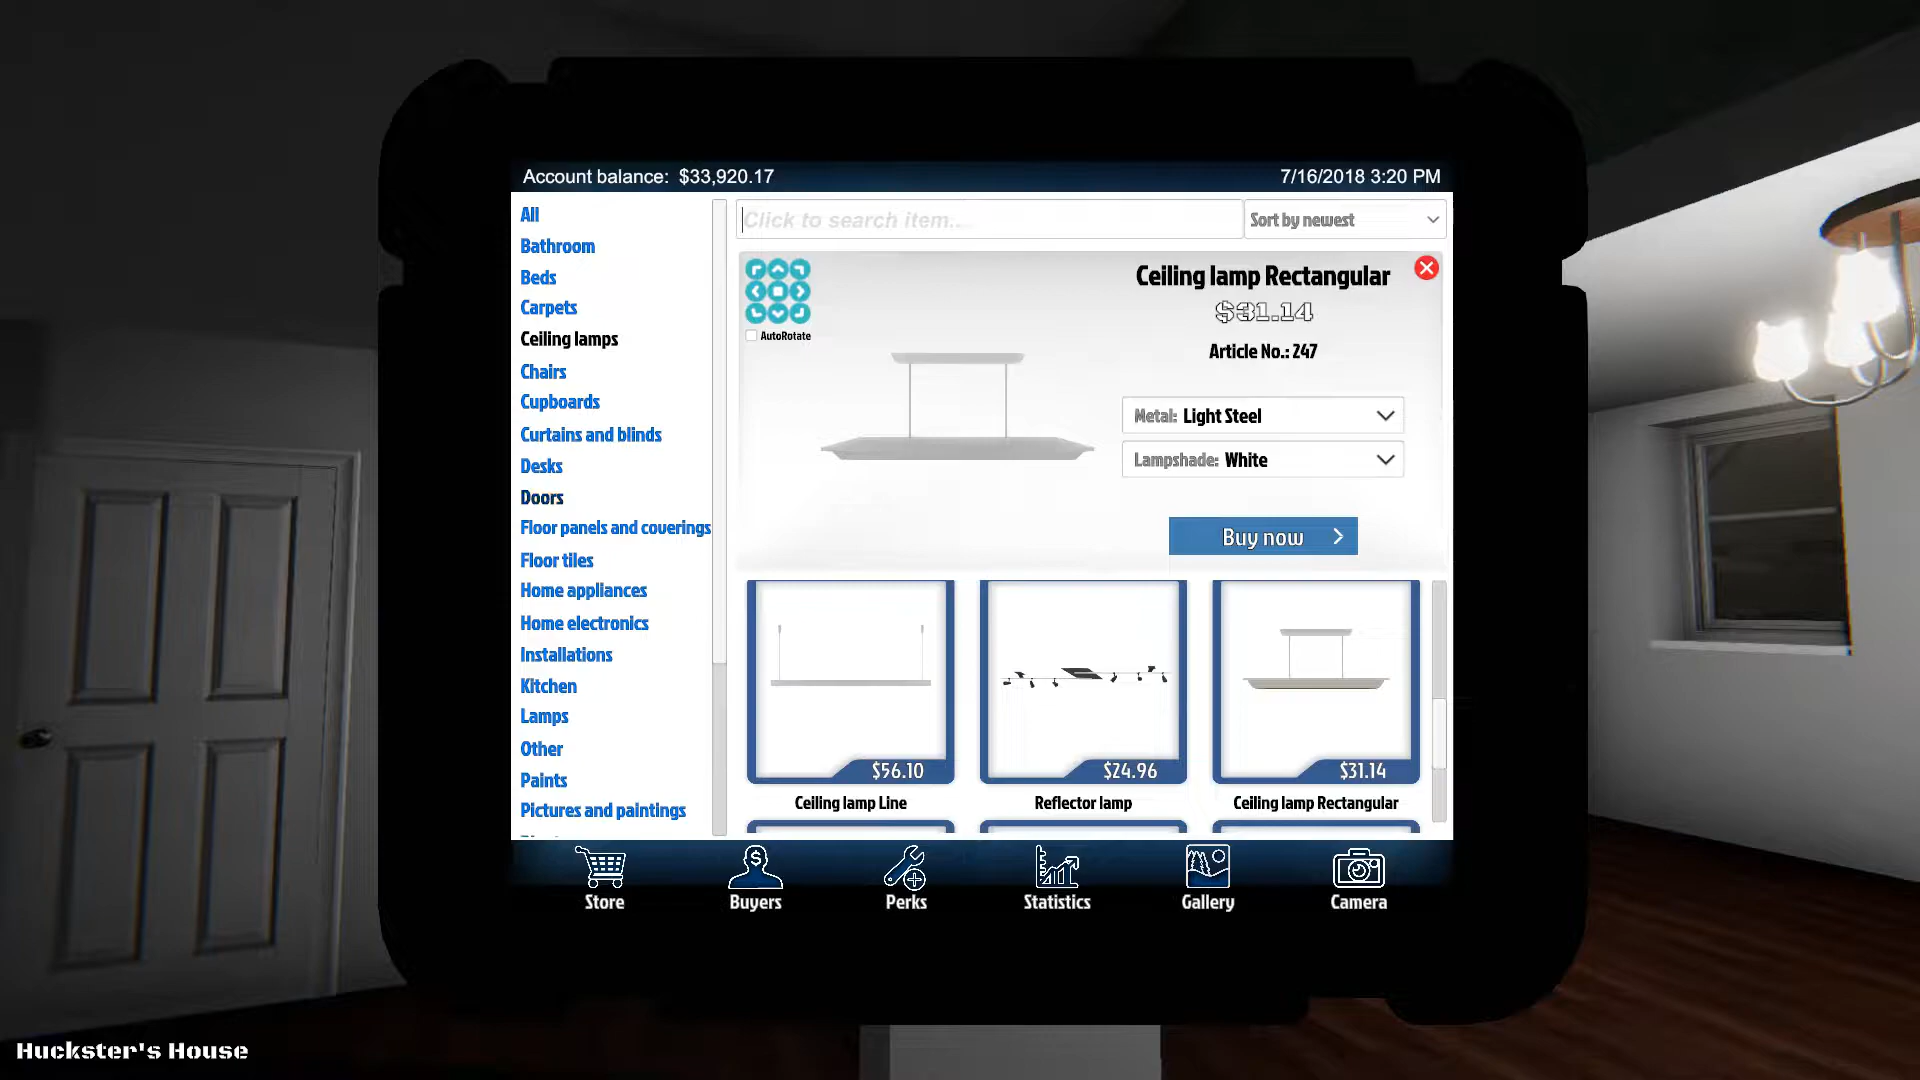 Account balance: $33,920.17
7/16/2018 3:20 PM
All
Bathroom
Beds
Carpets
Ceiling lamps
Chairs
Cupboards
Curtains and blinds
Desks
Doors
Floor panels and coverings
Floor tiles
Home appliances
Home electronics
Installations
Kitchen
Lamps
Other
Paints
Pictures and paintings
Click to search item...
Sort by newest
AutoRotate
Ceiling lamp Rectangular
$31.14
Article No.: 247
Metal: Light Steel
Lampshade: White
Buy now
$56.10
$24.96
$31.14
Ceiling lamp Line
Reflector lamp
Ceiling lamp Rectangular
Store
Buyers
Perks
Statistics
Gallery
Camera
Huckster's House